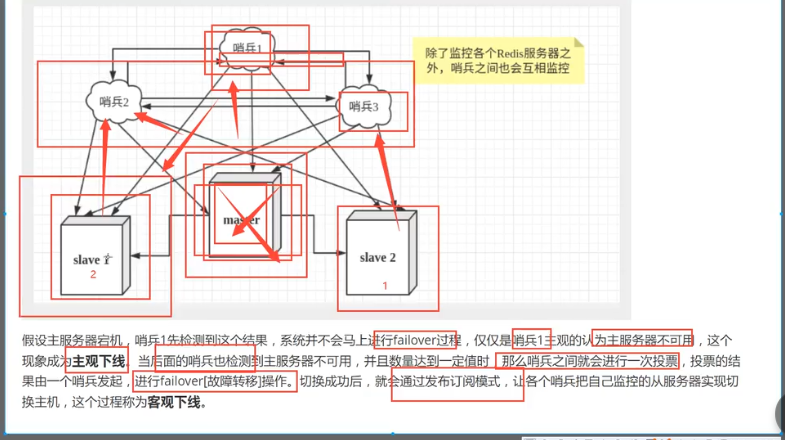 哨兵1
除了监控各个Redis服务器之
外，哨兵之间也会互相监控
哨兵2
哨兵3
master
slave 1
2
slave 2
1
假设主服务器宕机，哨兵1先检测到这个结果，系统并不会马上进行failover过程，仅仅是哨兵1主观的认为主服务器不可用，这个
现象成为主观下线。当后面的哨兵也检测到主服务器不可用，并且数量达到一定值时，那么哨兵之间就会进行一次投票，投票的结
果由一个哨兵发起，进行failover[故障转移]操作。切换成功后，就会通过发布订阅模式，让各个哨兵把自己监控的从服务器实现切
换主机，这个过程称为客观下线。